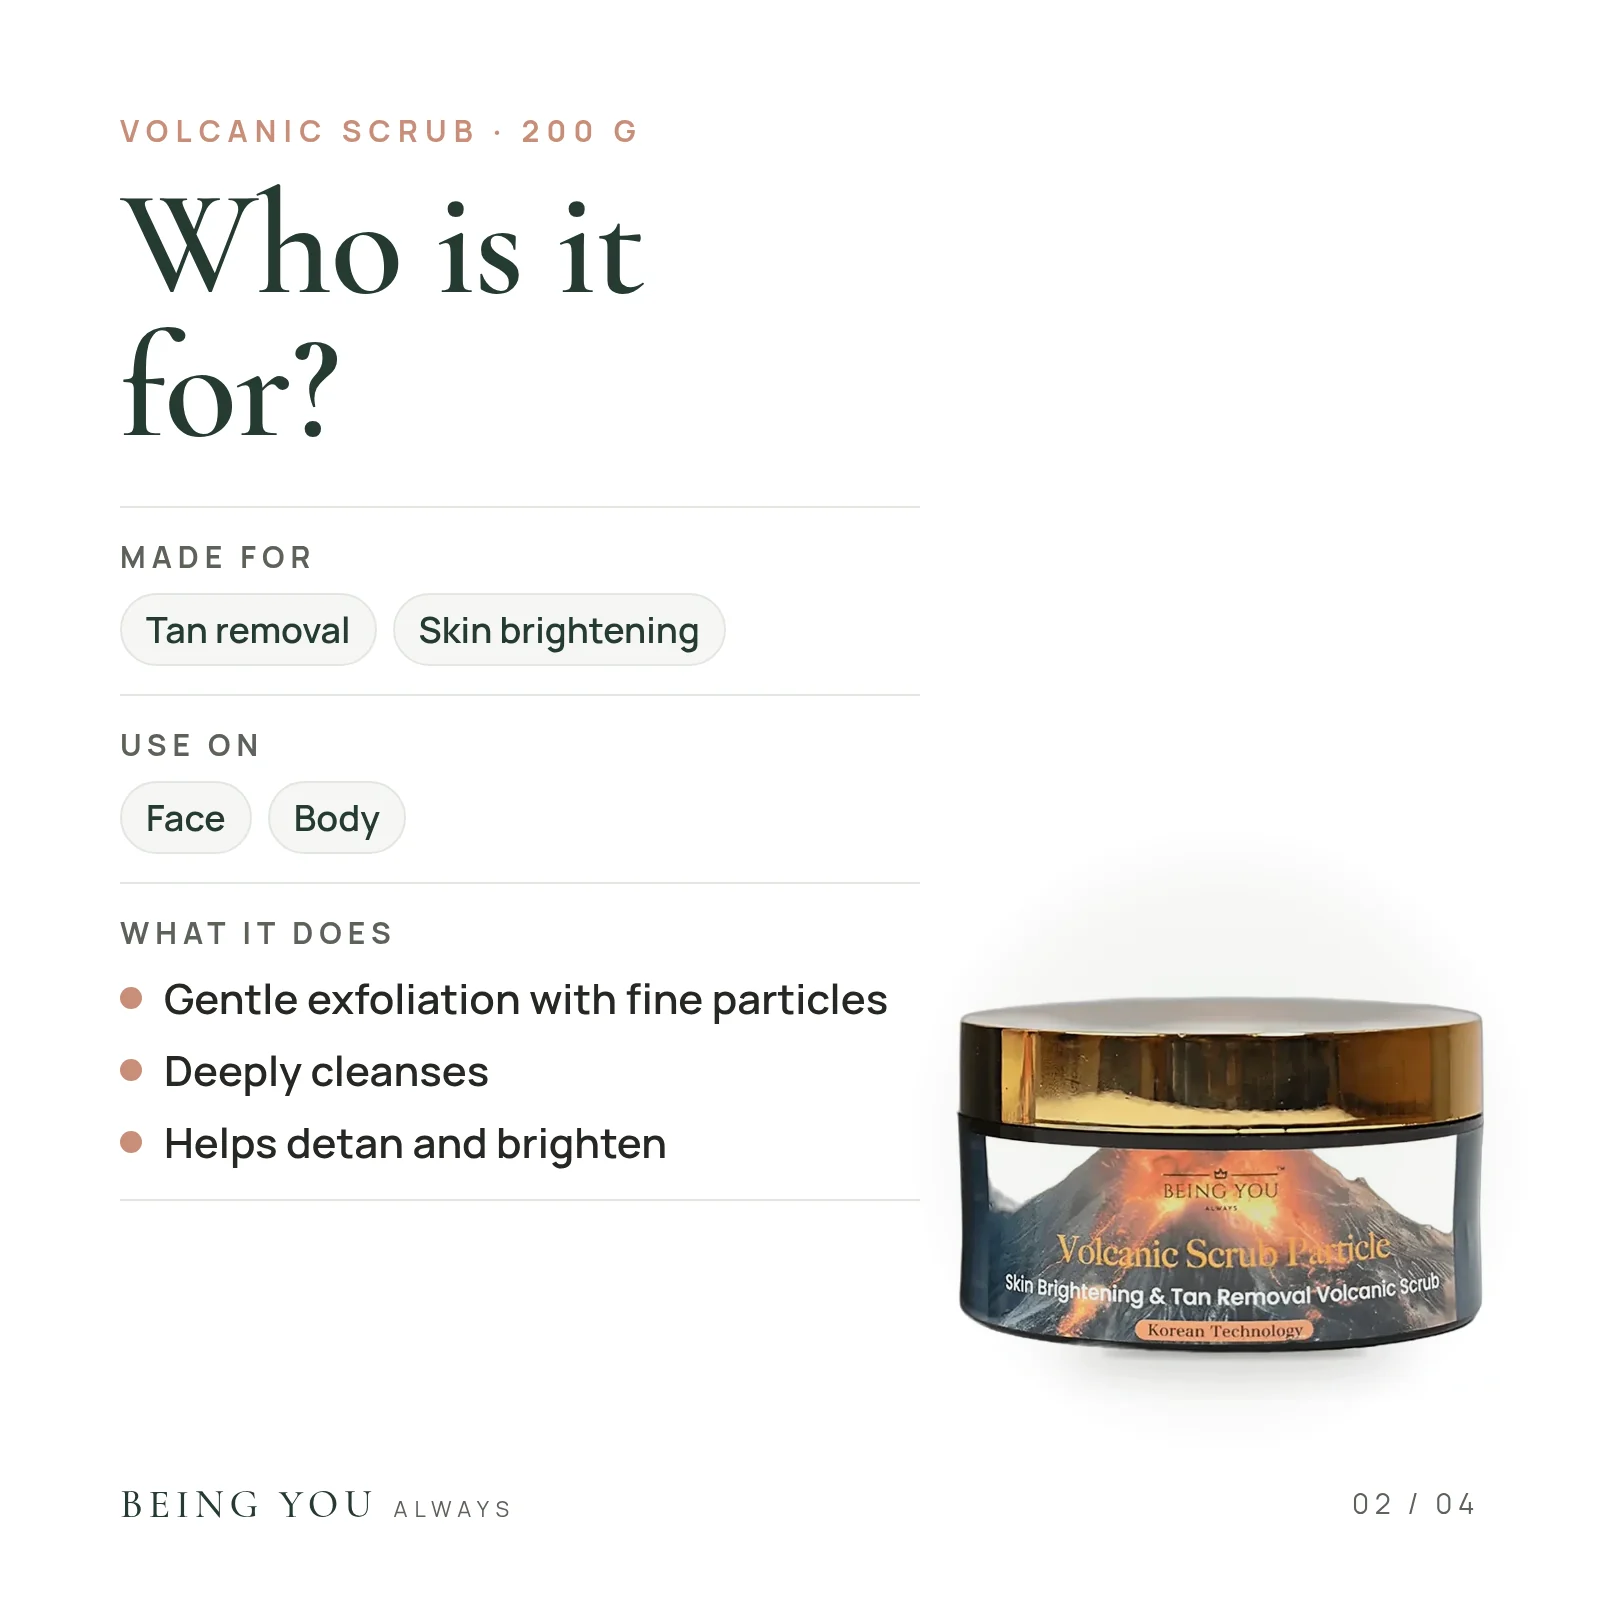 VOLCANIC SCRUB · 200 G
Who is it
for?
MADE FOR
Tan removal
Skin brightening
USE ON
Face
Body
WHAT IT DOES
Gentle exfoliation with fine particles
Deeply cleanses
Helps detan and brighten
BEING YOU
™
ALWAYS
Volcanic Scrub Particle
Skin Brightening & Tan Removal Volcanic Scrub
Korean Technology
BEING YOU ALWAYS
02 / 04